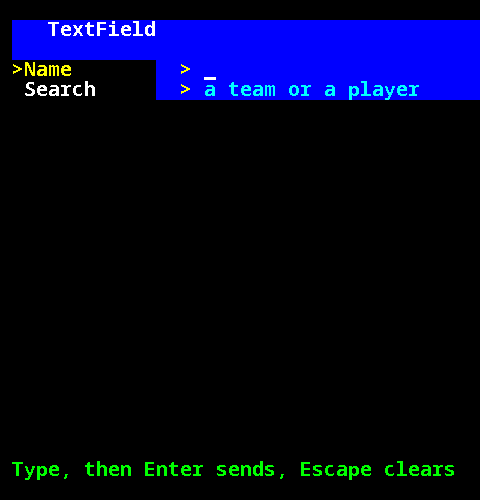 TextField
>Name > _
Search > a team or a player
Type, then Enter sends, Escape clears